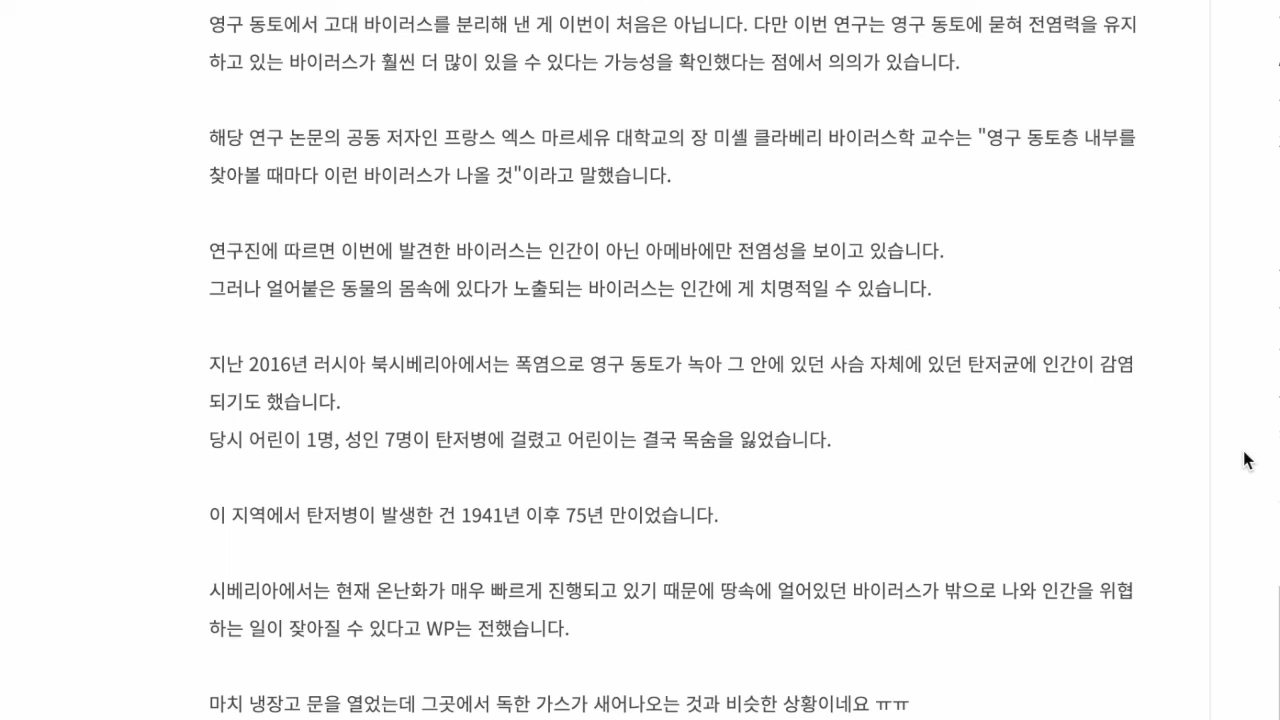 영구 동토에서 고대 바이러스를 분리해 낸 게 이번이 처음은 아닙니다. 다만 이번 연구는 영구 동토에 묻혀 전염력을 유지
하고 있는 바이러스가 훨씬 더 많이 있을 수 있다는 가능성을 확인했다는 점에서 의의가 있습니다.
해당 연구 논문의 공동 저자인 프랑스 엑스 마르세유 대학교의 장 미셸 클라베리 바이러스학 교수는 "영구 동토층 내부를
찾아볼 때마다 이런 바이러스가 나올 것"이라고 말했습니다.
연구진에 따르면 이번에 발견한 바이러스는 인간이 아닌 아메바에만 전염성을 보이고 있습니다.
그러나 얼어붙은 동물의 몸속에 있다가 노출되는 바이러스는 인간에 게 치명적일 수 있습니다.
지난 2016년 러시아 북시베리아에서는 폭염으로 영구 동토가 녹아 그 안에 있던 사슴 자체에 있던 탄저균에 인간이 감염
되기도 했습니다.
당시 어린이 1명, 성인 7명이 탄저병에 걸렸고 어린이는 결국 목숨을 잃었습니다.
이 지역에서 탄저병이 발생한 건 1941년 이후 75년 만이었습니다.
시베리아에서는 현재 온난화가 매우 빠르게 진행되고 있기 때문에 땅속에 얼어있던 바이러스가 밖으로 나와 인간을 위협
하는 일이 잦아질 수 있다고 WP는 전했습니다.
마치 냉장고 문을 열었는데 그곳에서 독한 가스가 새어나오는 것과 비슷한 상황이네요 ㅠㅠ